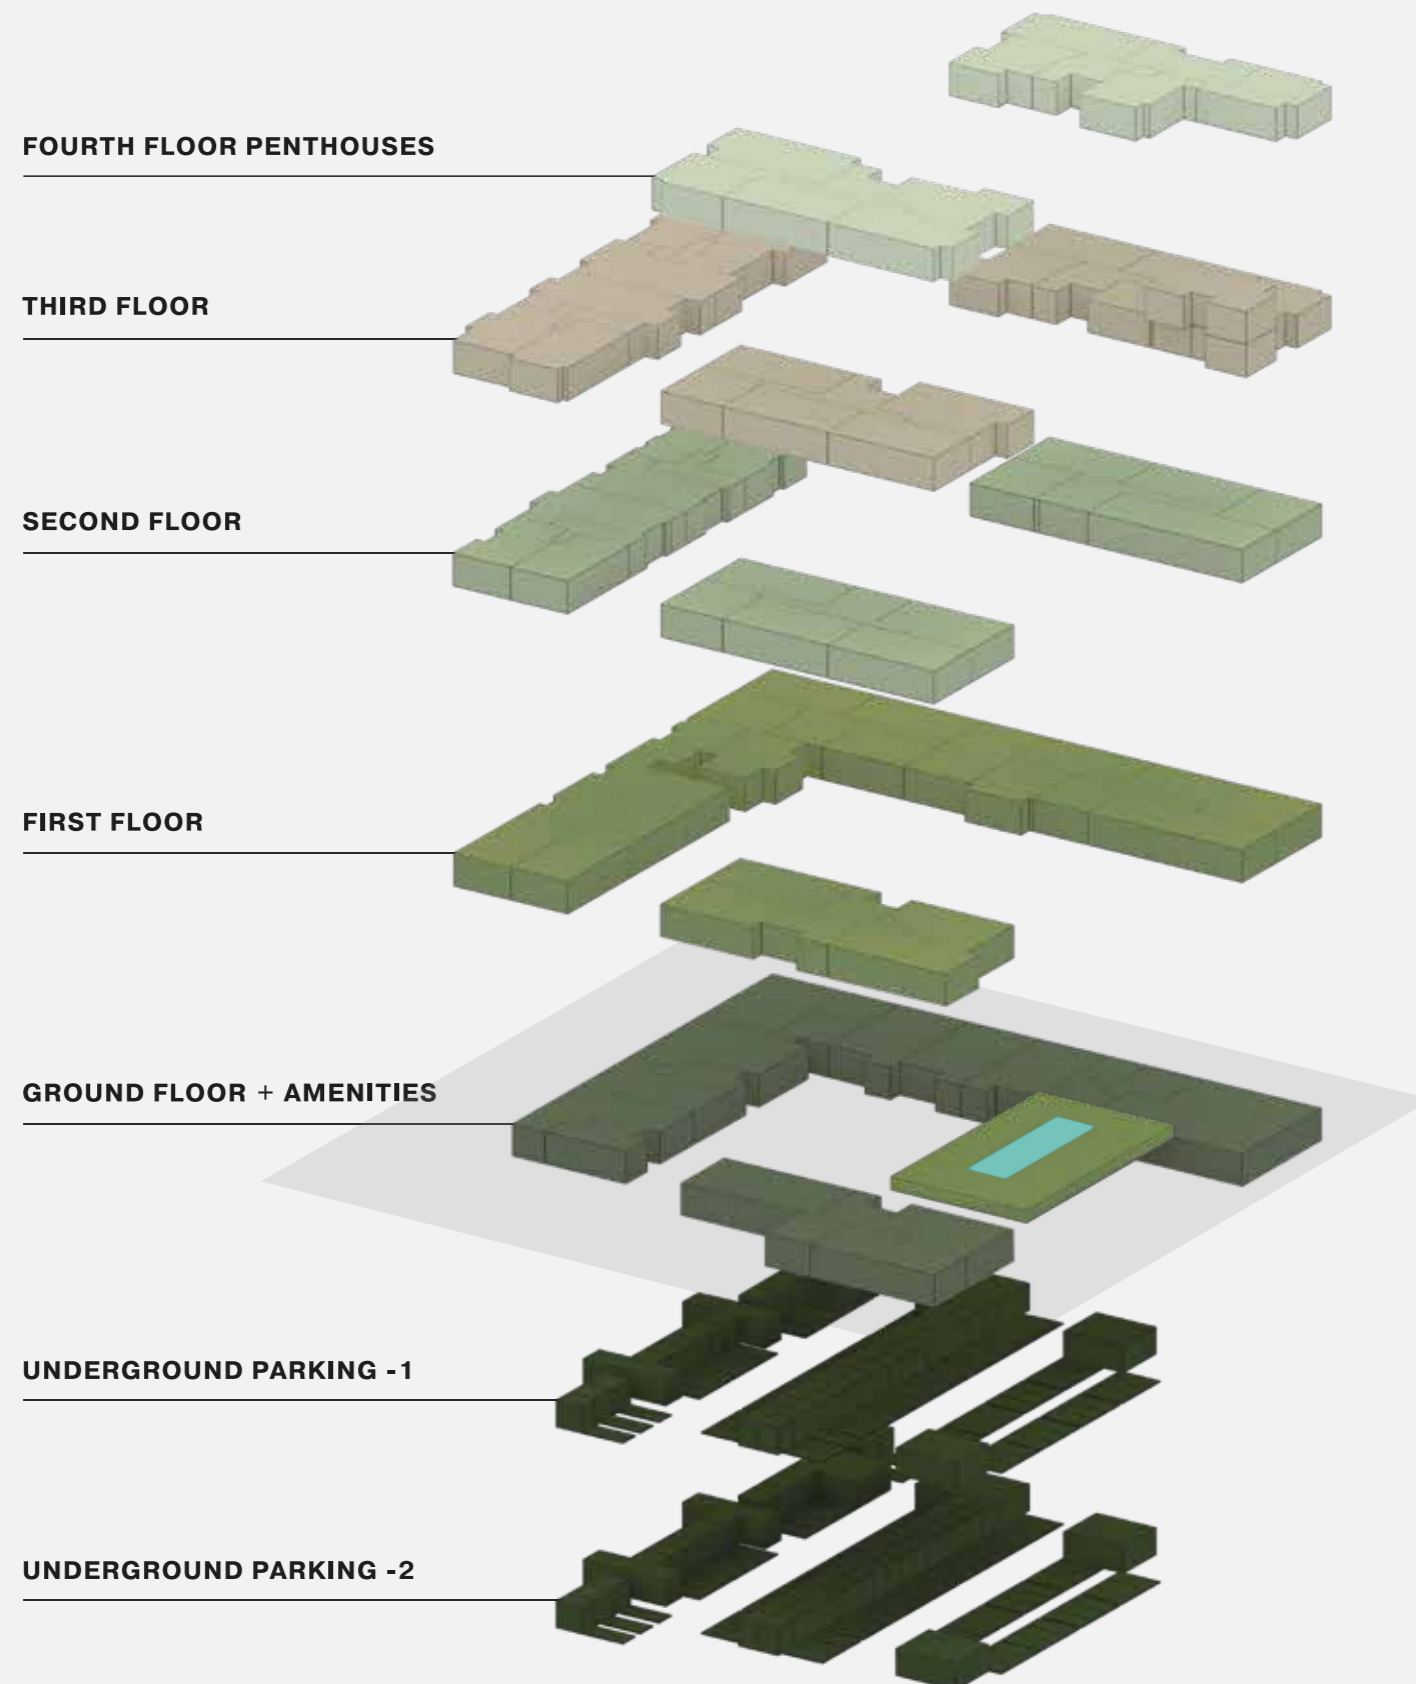 FOURTH FLOOR PENTHOUSES
THIRD FLOOR
SECOND FLOOR
FIRST FLOOR
GROUND FLOOR + AMENITIES
UNDERGROUND PARKING -1
UNDERGROUND PARKING -2